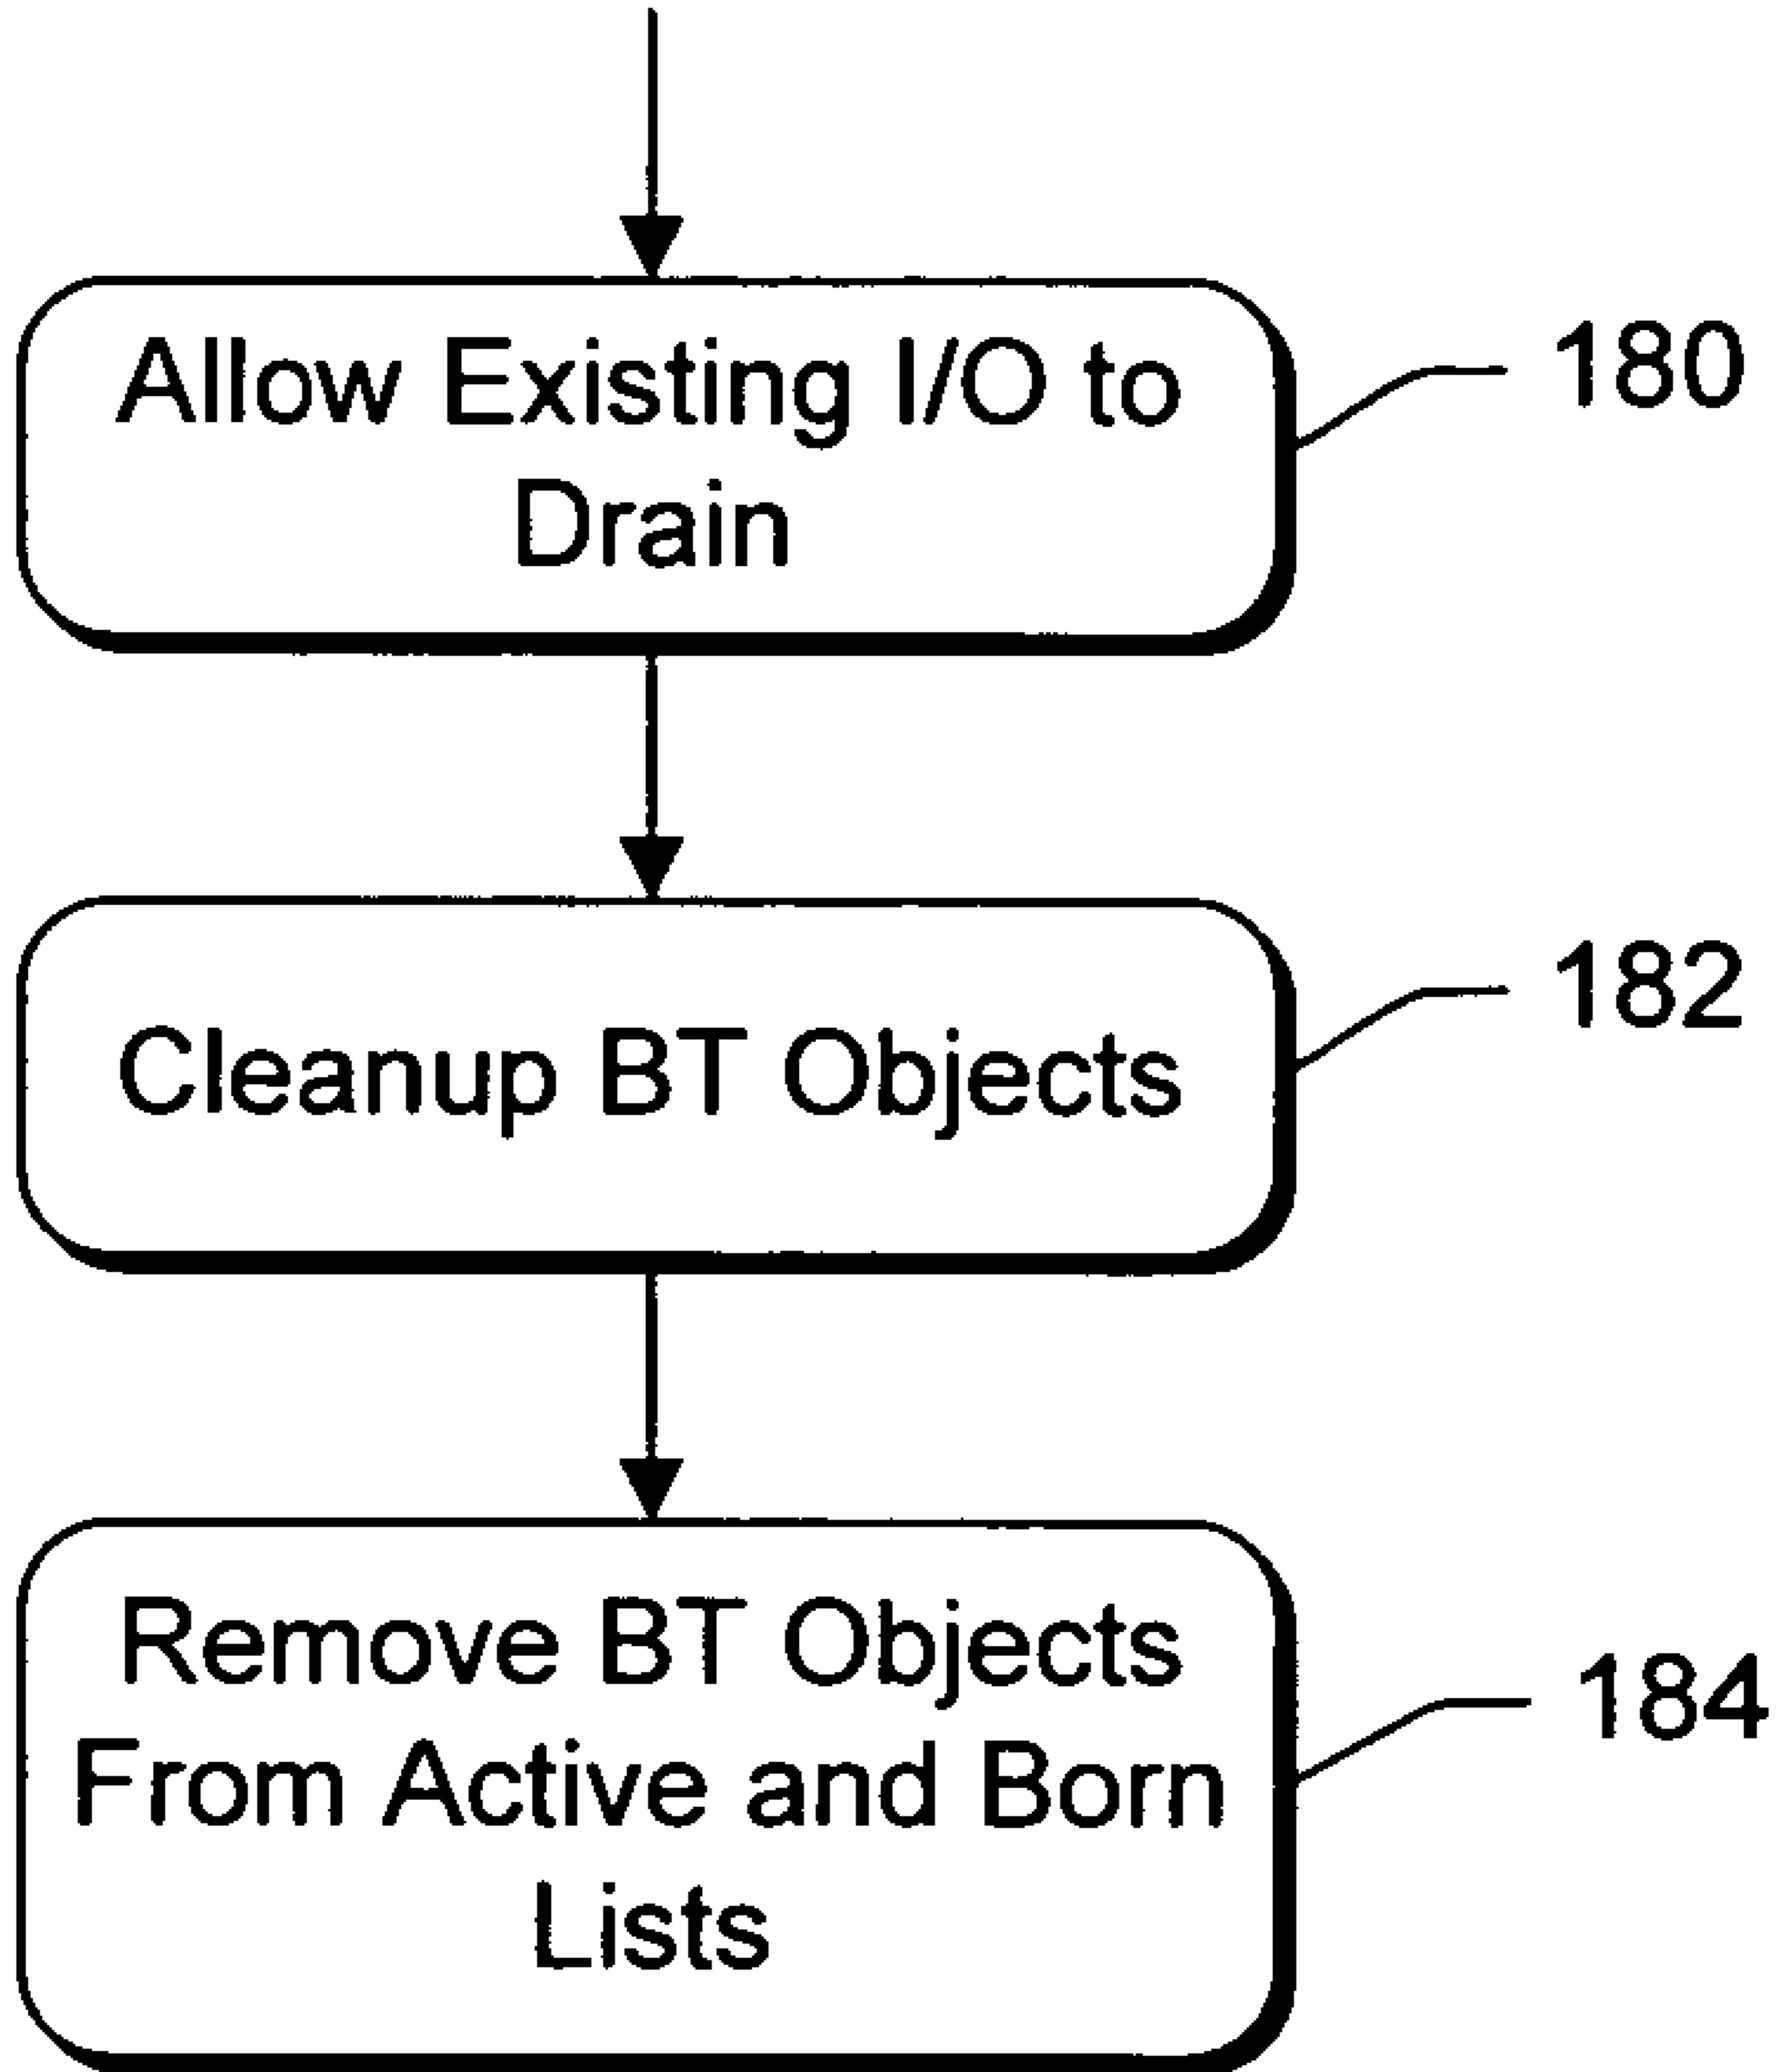 Allow Existing I/O to
Drain
180
Cleanup BT Objects
182
Remove BT Objects
From Active and Born
Lists
184